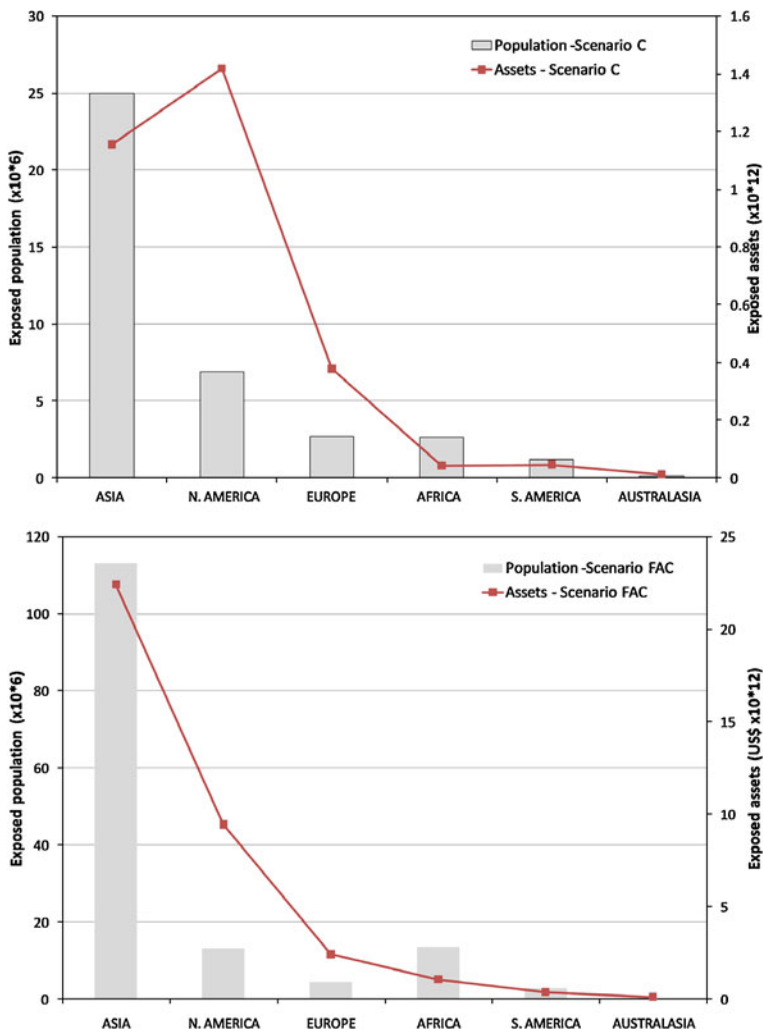 30
25
20
15
10
5
0
Exposed population (x10*6)
Population -Scenario C
Assets - Scenario C
1.6
1.4
1.2
1
0.8
0.6
0.4
0.2
0
Exposed assets (x10*12)
ASIA N. AMERICA EUROPE AFRICA S. AMERICA AUSTRALASIA
120
100
80
60
40
20
0
Exposed population (x10*6)
Population -Scenario FAC
Assets - Scenario FAC
25
20
15
10
5
0
Exposed assets (US$ x10*12)
ASIA N. AMERICA EUROPE AFRICA S. AMERICA AUSTRALASIA